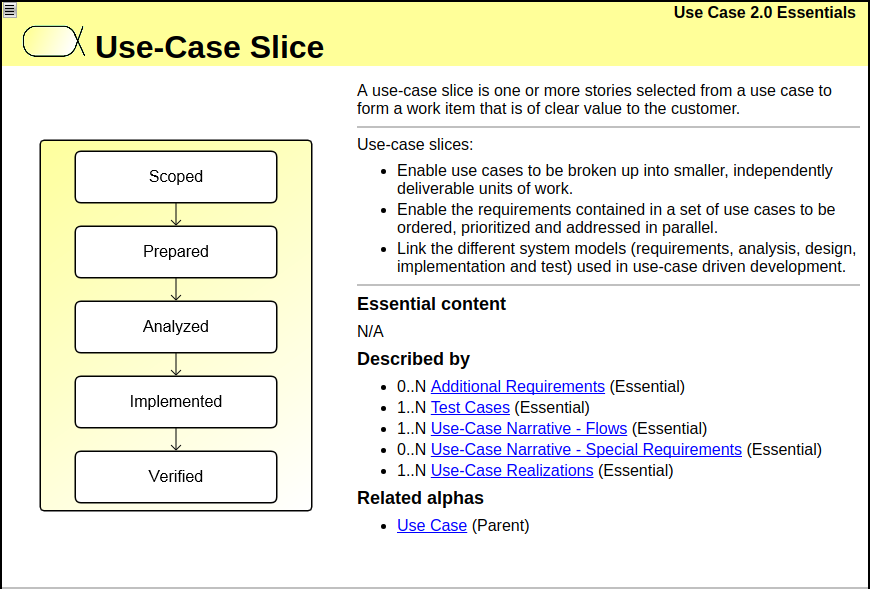 Use Case 2.0 Essentials
Use-Case Slice
Scoped
Prepared
Analyzed
Implemented
Verified
A use-case slice is one or more stories selected from a use case to
form a work item that is of clear value to the customer.
Use-case slices:
• Enable use cases to be broken up into smaller, independently
deliverable units of work.
• Enable the requirements contained in a set of use cases to be
ordered, prioritized and addressed in parallel.
• Link the different system models (requirements, analysis, design,
implementation and test) used in use-case driven development.
Essential content
N/A
Described by
• 0..N Additional Requirements (Essential)
• 1..N Test Cases (Essential)
• 1..N Use-Case Narrative - Flows (Essential)
• 0..N Use-Case Narrative - Special Requirements (Essential)
• 1..N Use-Case Realizations (Essential)
Related alphas
• Use Case (Parent)